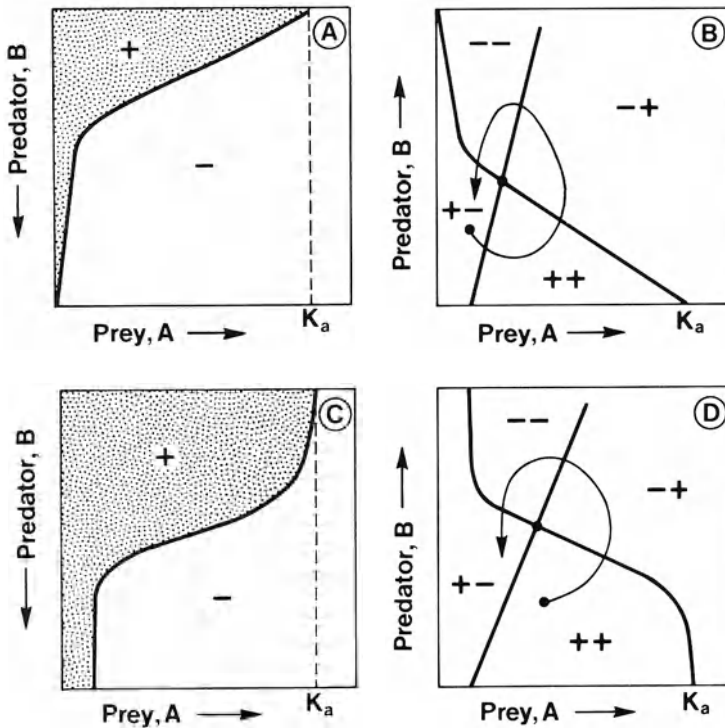 A
+
-
← Predator, B
Prey, A →
Ka
B
- -
- +
+ -
+ +
Predator, B →
Prey, A →
Ka
C
+
-
← Predator, B
Prey, A →
Ka
D
- -
- +
+ -
+ +
Predator, B →
Prey, A →
Ka